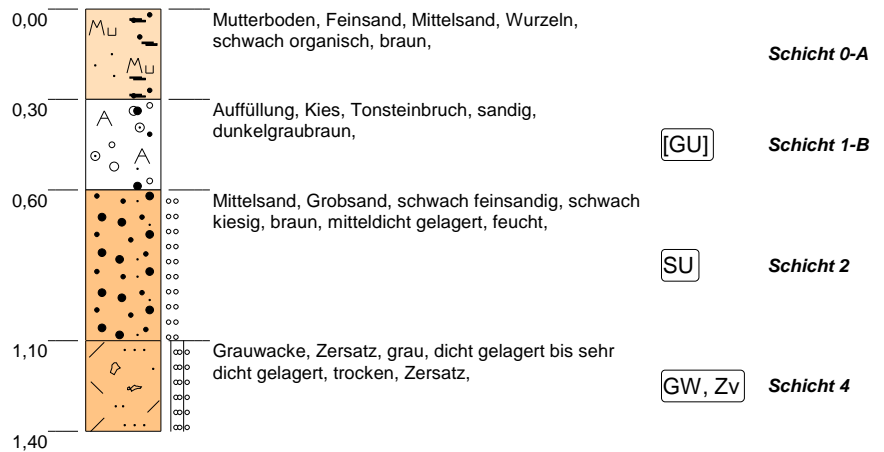 0,00
Mutterboden, Feinsand, Mittelsand, Wurzeln,
schwach organisch, braun,
Schicht 0-A
Mu
Mu
0,30
Auffüllung, Kies, Tonsteinbruch, sandig,
dunkelgraubraun,
[GU]
Schicht 1-B
A
A
0,60
Mittelsand, Grobsand, schwach feinsandig, schwach
kiesig, braun, mitteldicht gelagert, feucht,
SU
Schicht 2
1,10
Grauwacke, Zersatz, grau, dicht gelagert bis sehr
dicht gelagert, trocken, Zersatz,
GW, Zv
Schicht 4
1,40